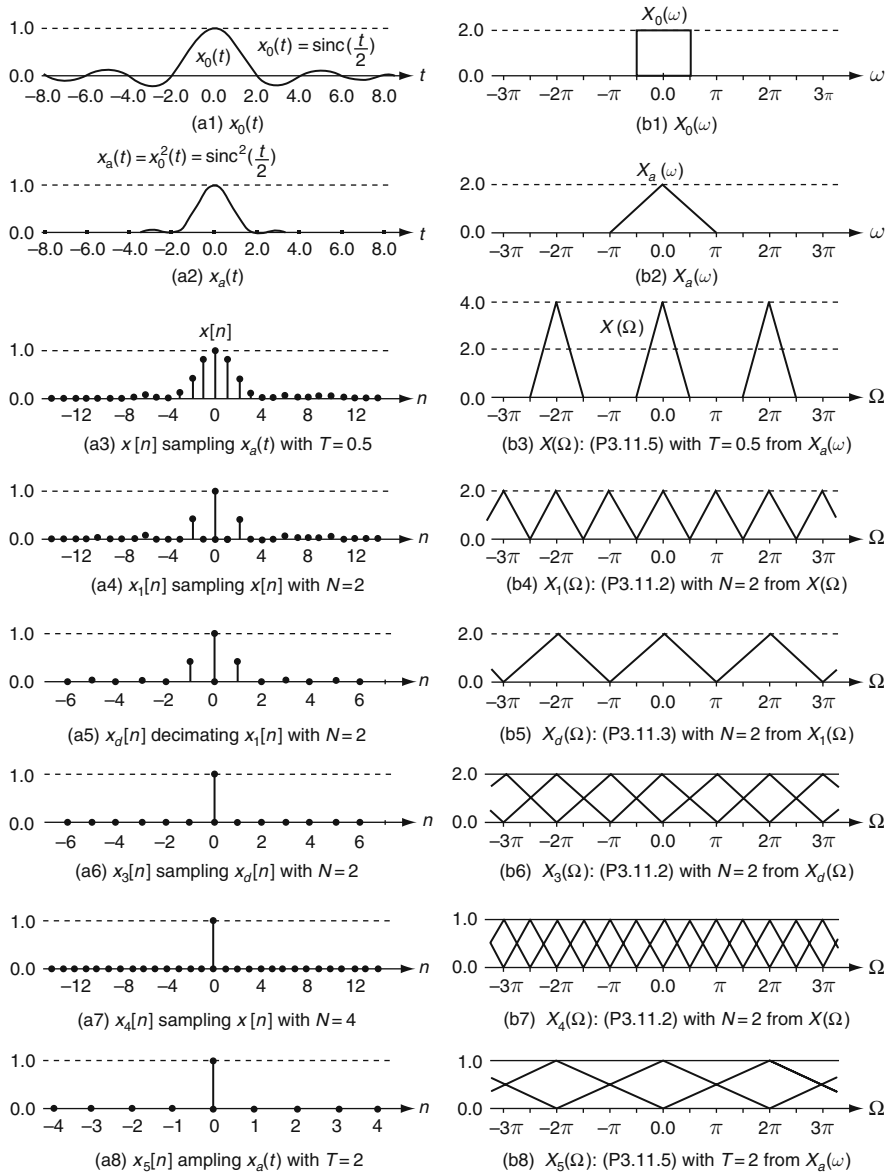 1.0
x₀(t)
x₀(t) = sinc(t/2)
0.0
t
−8.0 −6.0 −4.0 −2.0 0.0 2.0 4.0 6.0 8.0
(a1) x₀(t)
X₀(ω)
2.0
0.0
ω
−3π −2π −π 0.0 π 2π 3π
(b1) X₀(ω)
xₐ(t) = x₀²(t) = sinc²(t/2)
1.0
0.0
t
−8.0 −6.0 −4.0 −2.0 0.0 2.0 4.0 6.0 8.0
(a2) xₐ(t)
Xₐ(ω)
2.0
0.0
ω
−3π −2π −π 0.0 π 2π 3π
(b2) Xₐ(ω)
x[n]
1.0
0.0
n
−12 −8 −4 0 4 8 12
(a3) x [n] sampling xₐ(t) with T = 0.5
4.0
X(Ω)
2.0
0.0
Ω
−3π −2π −π 0.0 π 2π 3π
(b3) X(Ω): (P3.11.5) with T = 0.5 from Xₐ(ω)
1.0
0.0
n
−12 −8 −4 0 4 8 12
(a4) x₁[n] sampling x[n] with N = 2
2.0
0.0
Ω
−3π −2π −π 0.0 π 2π 3π
(b4) X₁(Ω): (P3.11.2) with N = 2 from X(Ω)
1.0
0.0
n
−6 −4 −2 0 2 4 6
(a5) x_d[n] decimating x₁[n] with N = 2
2.0
0.0
Ω
−3π −2π −π 0.0 π 2π 3π
(b5) X_d(Ω): (P3.11.3) with N = 2 from X₁(Ω)
1.0
0.0
n
−6 −4 −2 0 2 4 6
(a6) x₃[n] sampling x_d[n] with N = 2
2.0
0.0
Ω
−3π −2π −π 0.0 π 2π 3π
(b6) X₃(Ω): (P3.11.2) with N = 2 from X_d(Ω)
1.0
0.0
n
−12 −8 −4 0 4 8 12
(a7) x₄[n] sampling x [n] with N = 4
1.0
0.0
Ω
−3π −2π −π 0.0 π 2π 3π
(b7) X₄(Ω): (P3.11.2) with N = 2 from X(Ω)
1.0
0.0
n
−4 −3 −2 −1 0 1 2 3 4
(a8) x₅[n] ampling xₐ(t) with T = 2
1.0
0.0
Ω
−3π −2π −π 0.0 π 2π 3π
(b8) X₅(Ω): (P3.11.5) with T = 2 from Xₐ(ω)